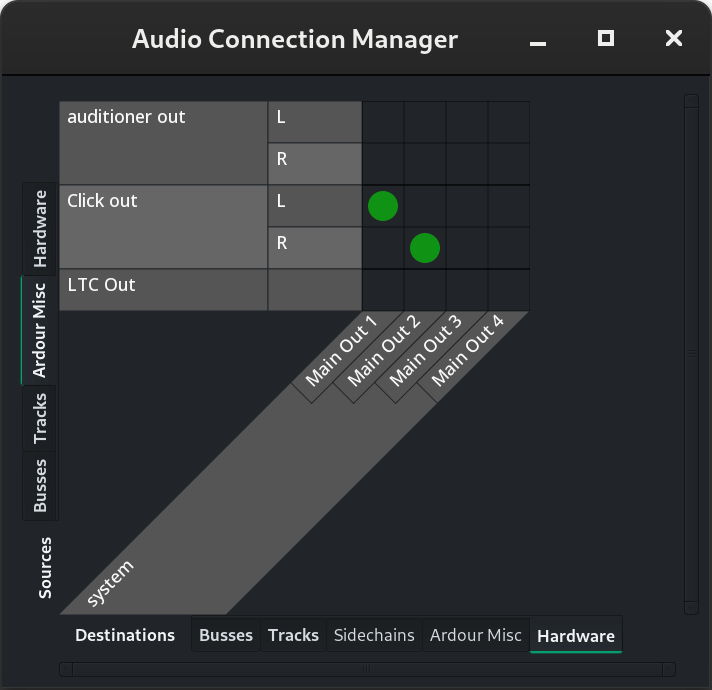 Audio Connection Manager
auditioner out
L
R
Click out
L
R
LTC Out
Main Out 1
Main Out 2
Main Out 3
Main Out 4
system
Hardware
Ardour Misc
Tracks
Busses
Sources
Destinations
Busses
Tracks
Sidechains
Ardour Misc
Hardware